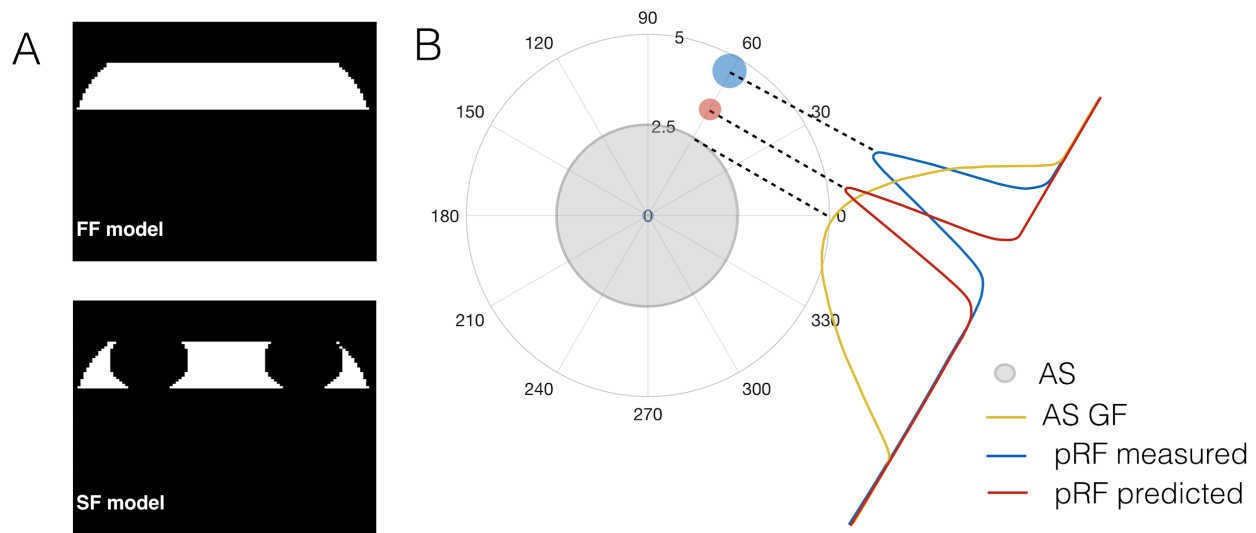 A
FF model
SF model
B
90
120
5
60
150
30
2.5
180
0
0
210
330
240
300
270
AS
AS GF
pRF measured
pRF predicted